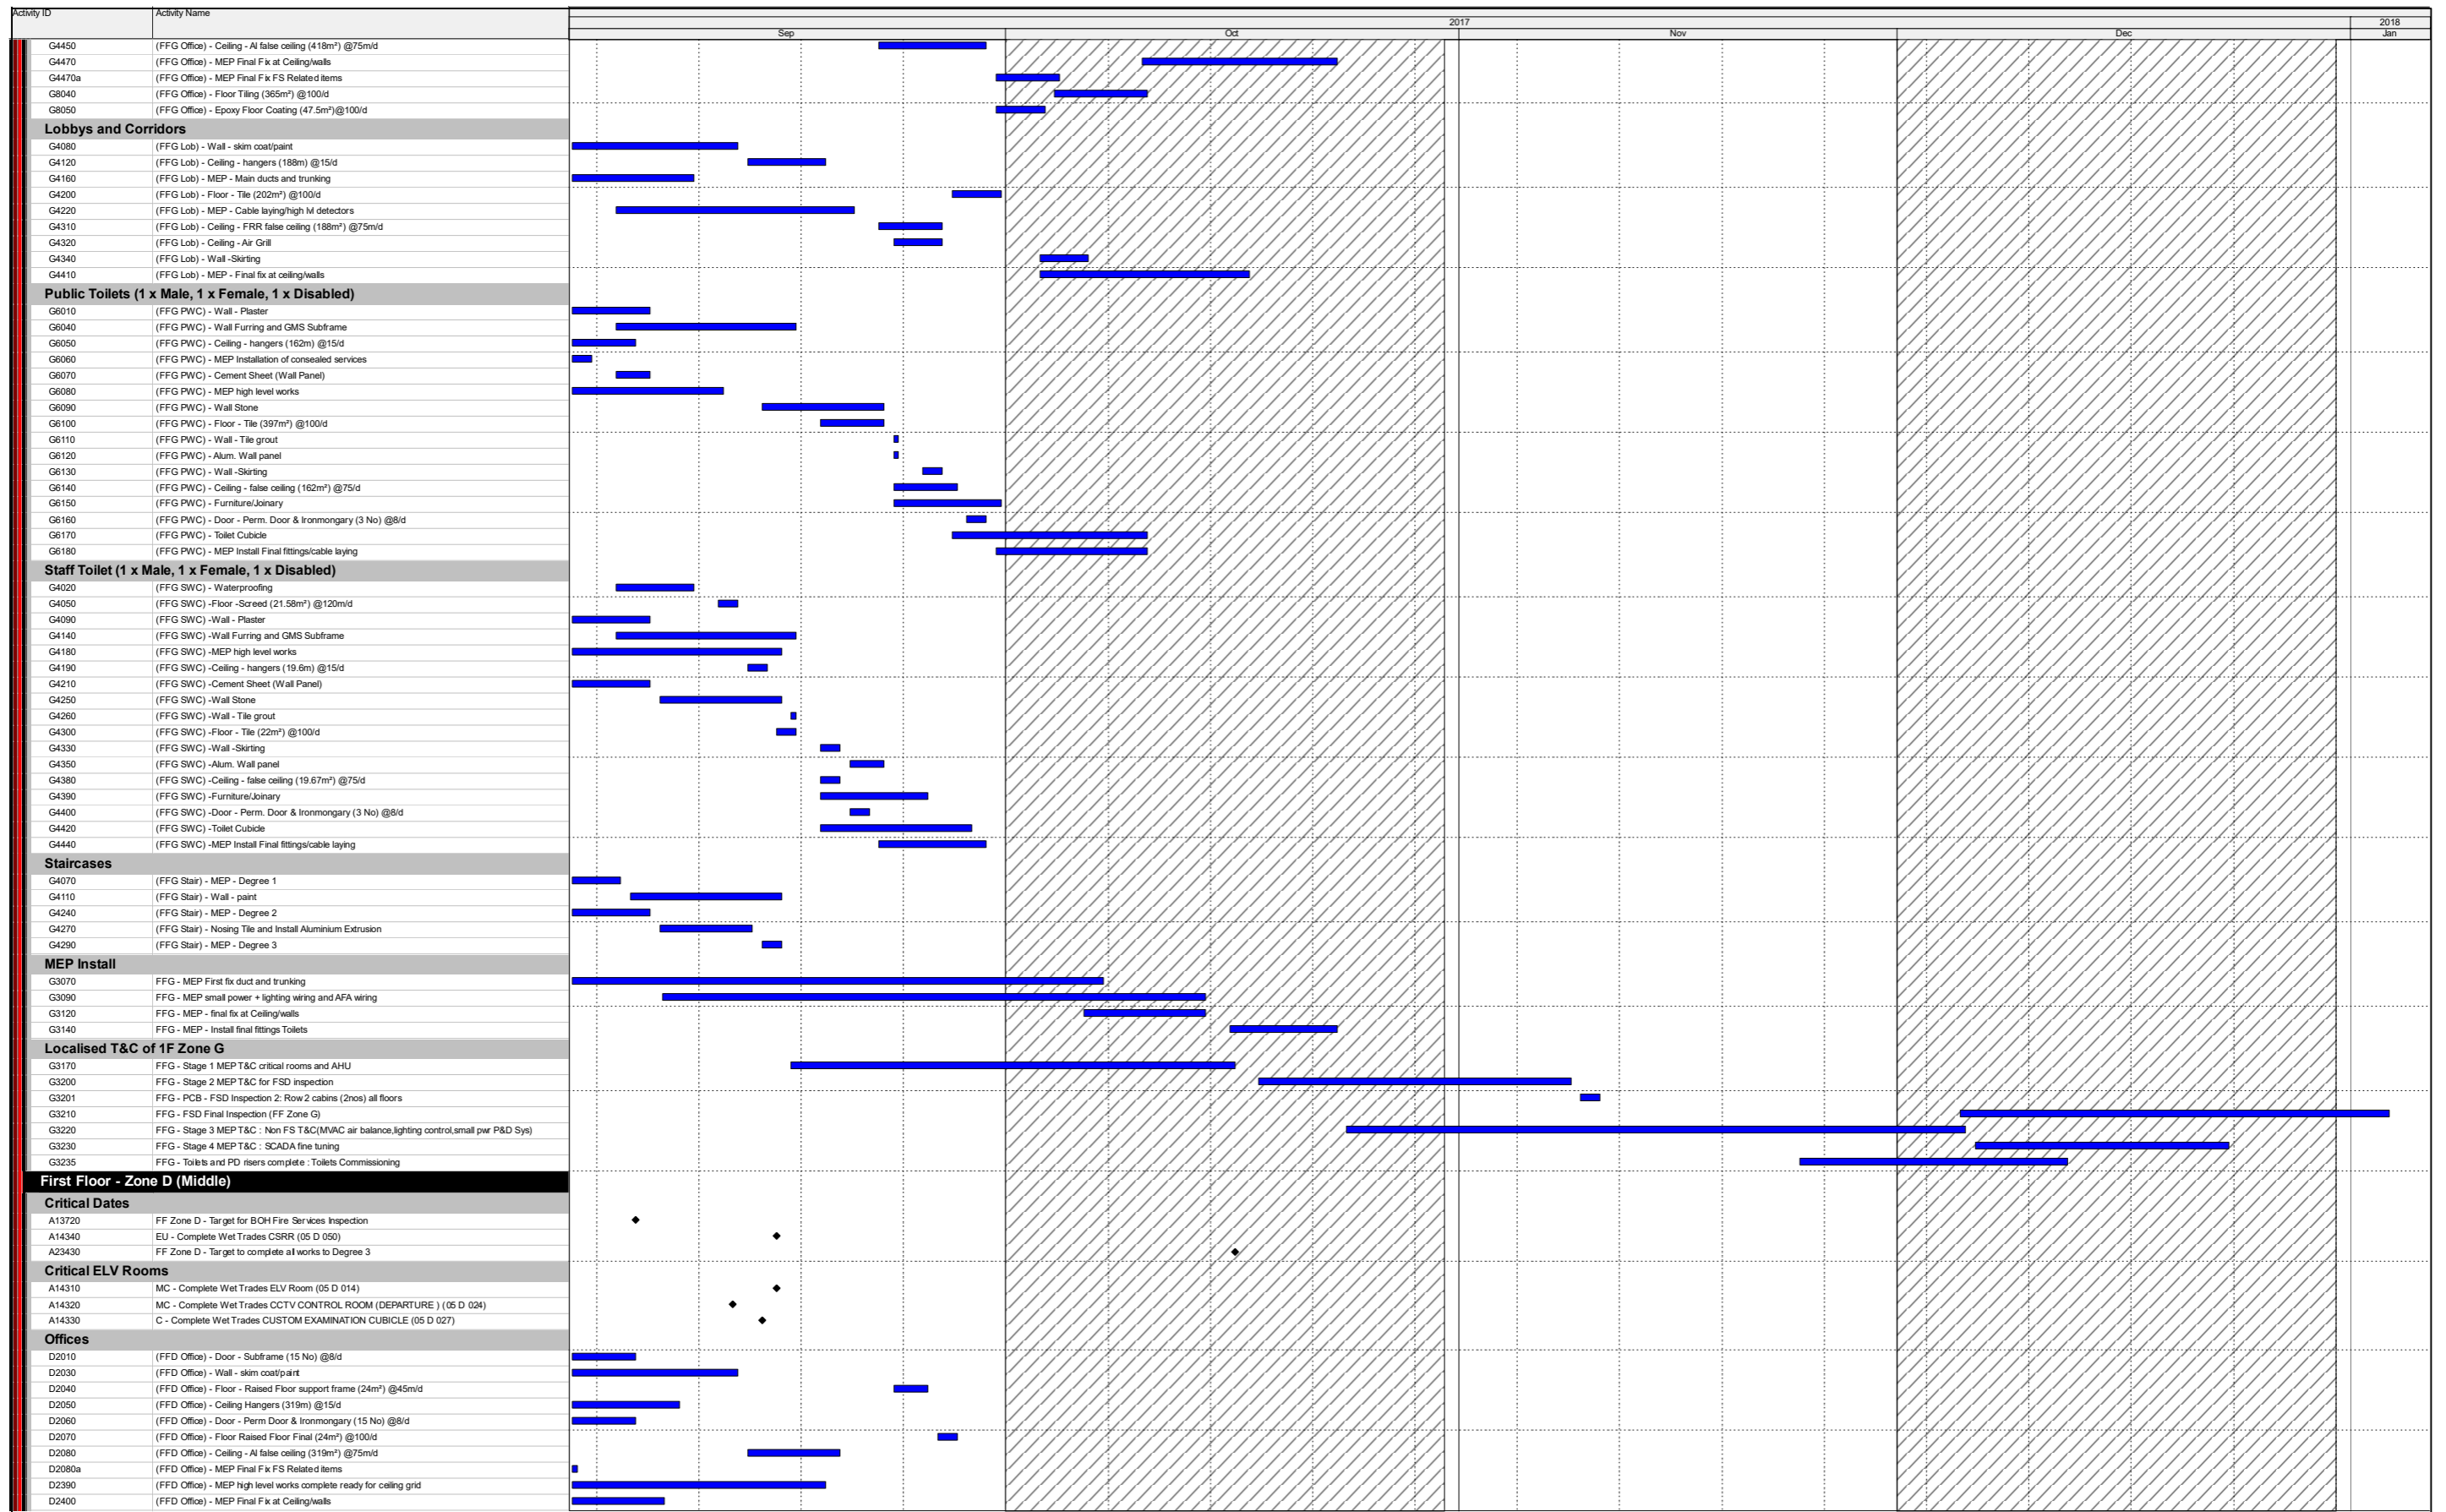 Activity ID Activity Name 2017 2018
Sep Oct Nov Dec Jan
G4450 (FFG Office) - Ceiling - Al false ceiling (418m²) @75m/d
G4470 (FFG Office) - MEP Final Fix at Ceiling/walls
G4470a (FFG Office) - MEP Final Fix FS Related items
G8040 (FFG Office) - Floor Tiling (365m²) @100/d
G8050 (FFG Office) - Epoxy Floor Coating (47.5m²)@100/d
Lobbys and Corridors
G4080 (FFG Lob) - Wall - skim coat/paint
G4120 (FFG Lob) - Ceiling - hangers (188m) @15/d
G4160 (FFG Lob) - MEP - Main ducts and trunking
G4200 (FFG Lob) - Floor - Tile (202m²) @100/d
G4220 (FFG Lob) - MEP - Cable laying/high lvl detectors
G4310 (FFG Lob) - Ceiling - FRR false ceiling (188m²) @75m/d
G4320 (FFG Lob) - Ceiling - Air Grill
G4340 (FFG Lob) - Wall -Skirting
G4410 (FFG Lob) - MEP - Final fix at ceiling/walls
Public Toilets (1 x Male, 1 x Female, 1 x Disabled)
G6010 (FFG PWC) - Wall - Plaster
G6040 (FFG PWC) - Wall Furring and GMS Subframe
G6050 (FFG PWC) - Ceiling - hangers (162m) @15/d
G6060 (FFG PWC) - MEP Installation of consealed services
G6070 (FFG PWC) - Cement Sheet (Wall Panel)
G6080 (FFG PWC) - MEP high level works
G6090 (FFG PWC) - Wall Stone
G6100 (FFG PWC) - Floor - Tile (397m²) @100/d
G6110 (FFG PWC) - Wall - Tile grout
G6120 (FFG PWC) - Alum. Wall panel
G6130 (FFG PWC) - Wall -Skirting
G6140 (FFG PWC) - Ceiling - false ceiling (162m²) @75/d
G6150 (FFG PWC) - Furniture/Joinary
G6160 (FFG PWC) - Door - Perm. Door & Ironmongary (3 No) @8/d
G6170 (FFG PWC) - Toilet Cubicle
G6180 (FFG PWC) - MEP Install Final fittings/cable laying
Staff Toilet (1 x Male, 1 x Female, 1 x Disabled)
G4020 (FFG SWC) - Waterproofing
G4050 (FFG SWC) -Floor -Screed (21.58m²) @120m/d
G4090 (FFG SWC) -Wall - Plaster
G4140 (FFG SWC) -Wall Furring and GMS Subframe
G4180 (FFG SWC) -MEP high level works
G4190 (FFG SWC) -Ceiling - hangers (19.6m) @15/d
G4210 (FFG SWC) -Cement Sheet (Wall Panel)
G4250 (FFG SWC) -Wall Stone
G4260 (FFG SWC) -Wall - Tile grout
G4300 (FFG SWC) -Floor - Tile (22m²) @100/d
G4330 (FFG SWC) -Wall -Skirting
G4350 (FFG SWC) -Alum. Wall panel
G4380 (FFG SWC) -Ceiling - false ceiling (19.67m²) @75/d
G4390 (FFG SWC) -Furniture/Joinary
G4400 (FFG SWC) -Door - Perm. Door & Ironmongary (3 No) @8/d
G4420 (FFG SWC) -Toilet Cubicle
G4440 (FFG SWC) -MEP Install Final fittings/cable laying
Staircases
G4070 (FFG Stair) - MEP - Degree 1
G4110 (FFG Stair) - Wall - paint
G4240 (FFG Stair) - MEP - Degree 2
G4270 (FFG Stair) - Nosing Tile and Install Aluminium Extrusion
G4290 (FFG Stair) - MEP - Degree 3
MEP Install
G3070 FFG - MEP First fix duct and trunking
G3090 FFG - MEP small power + lighting wiring and AFA wiring
G3120 FFG - MEP - final fix at Ceiling/walls
G3140 FFG - MEP - Install final fittings Toilets
Localised T&C of 1F Zone G
G3170 FFG - Stage 1 MEP T&C critical rooms and AHU
G3200 FFG - Stage 2 MEP T&C for FSD inspection
G3201 FFG - PCB - FSD Inspection 2: Row 2 cabins (2nos) all floors
G3210 FFG - FSD Final Inspection (FF Zone G)
G3220 FFG - Stage 3 MEP T&C : Non FS T&C(MVAC air balance,lighting control,small pwr P&D Sys)
G3230 FFG - Stage 4 MEP T&C : SCADA fine tuning
G3235 FFG - Toilets and PD risers complete : Toilets Commissioning
First Floor - Zone D (Middle)
Critical Dates
A13720 FF Zone D - Target for BOH Fire Services Inspection
A14340 EU - Complete Wet Trades CSRR (05 D 050)
A23430 FF Zone D - Target to complete all works to Degree 3
Critical ELV Rooms
A14310 MC - Complete Wet Trades ELV Room (05 D 014)
A14320 MC - Complete Wet Trades CCTV CONTROL ROOM (DEPARTURE ) (05 D 024)
A14330 C - Complete Wet Trades CUSTOM EXAMINATION CUBICLE (05 D 027)
Offices
D2010 (FFD Office) - Door - Subframe (15 No) @8/d
D2030 (FFD Office) - Wall - skim coat/paint
D2040 (FFD Office) - Floor - Raised Floor support frame (24m²) @45m/d
D2050 (FFD Office) - Ceiling Hangers (319m) @15/d
D2060 (FFD Office) - Door - Perm Door & Ironmongary (15 No) @8/d
D2070 (FFD Office) - Floor Raised Floor Final (24m²) @100/d
D2080 (FFD Office) - Ceiling - Al false ceiling (319m²) @75m/d
D2080a (FFD Office) - MEP Final Fix FS Related items
D2390 (FFD Office) - MEP high level works complete ready for ceiling grid
D2400 (FFD Office) - MEP Final Fix at Ceiling/walls